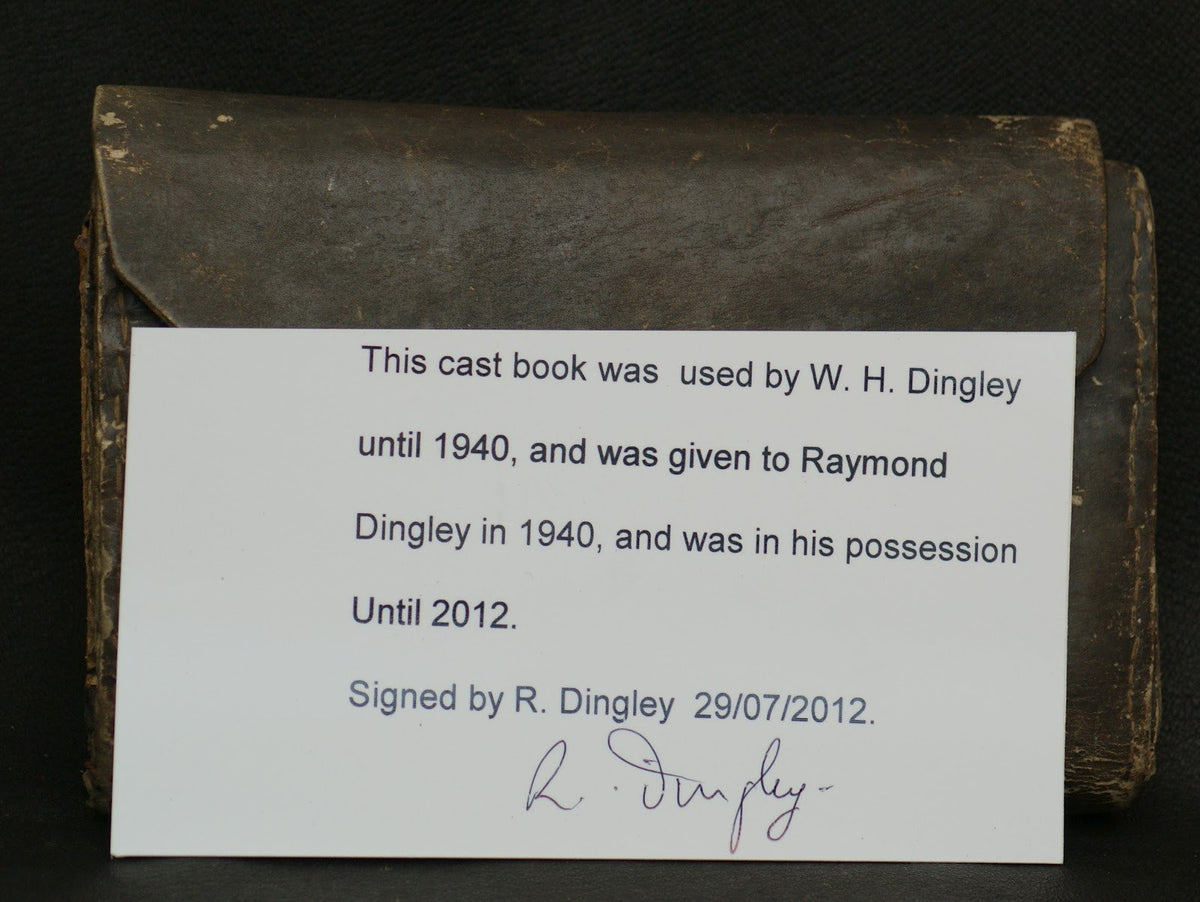 This cast book was used by W. H. Dingley
until 1940, and was given to Raymond
Dingley in 1940, and was in his possession
Until 2012.
Signed by R. Dingley 29/07/2012.
R. Dingley